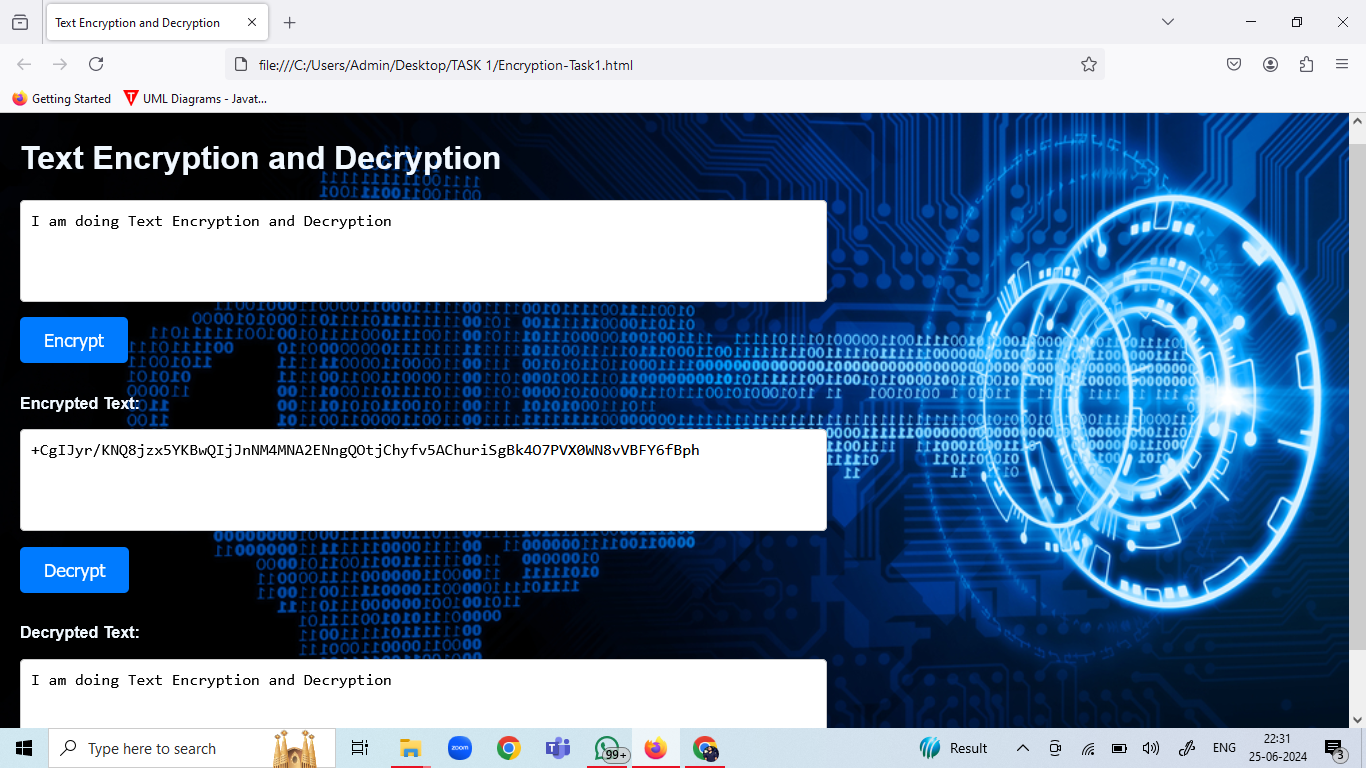 Text Encryption and Decryption
file:///C:/Users/Admin/Desktop/TASK 1/Encryption-Task1.html
Getting Started
UML Diagrams - Javat...
Text Encryption and Decryption
I am doing Text Encryption and Decryption
Encrypt
Encrypted Text:
+CgIJyr/KNQ8jzx5YKBwQIjJnNM4MNA2ENngQOtjChyfv5AChuriSgBk4O7PVX0WN8vVBFY6fBph
Decrypt
Decrypted Text:
I am doing Text Encryption and Decryption
Type here to search
zoom
99+
Result
ENG
22:31
25-06-2024
3